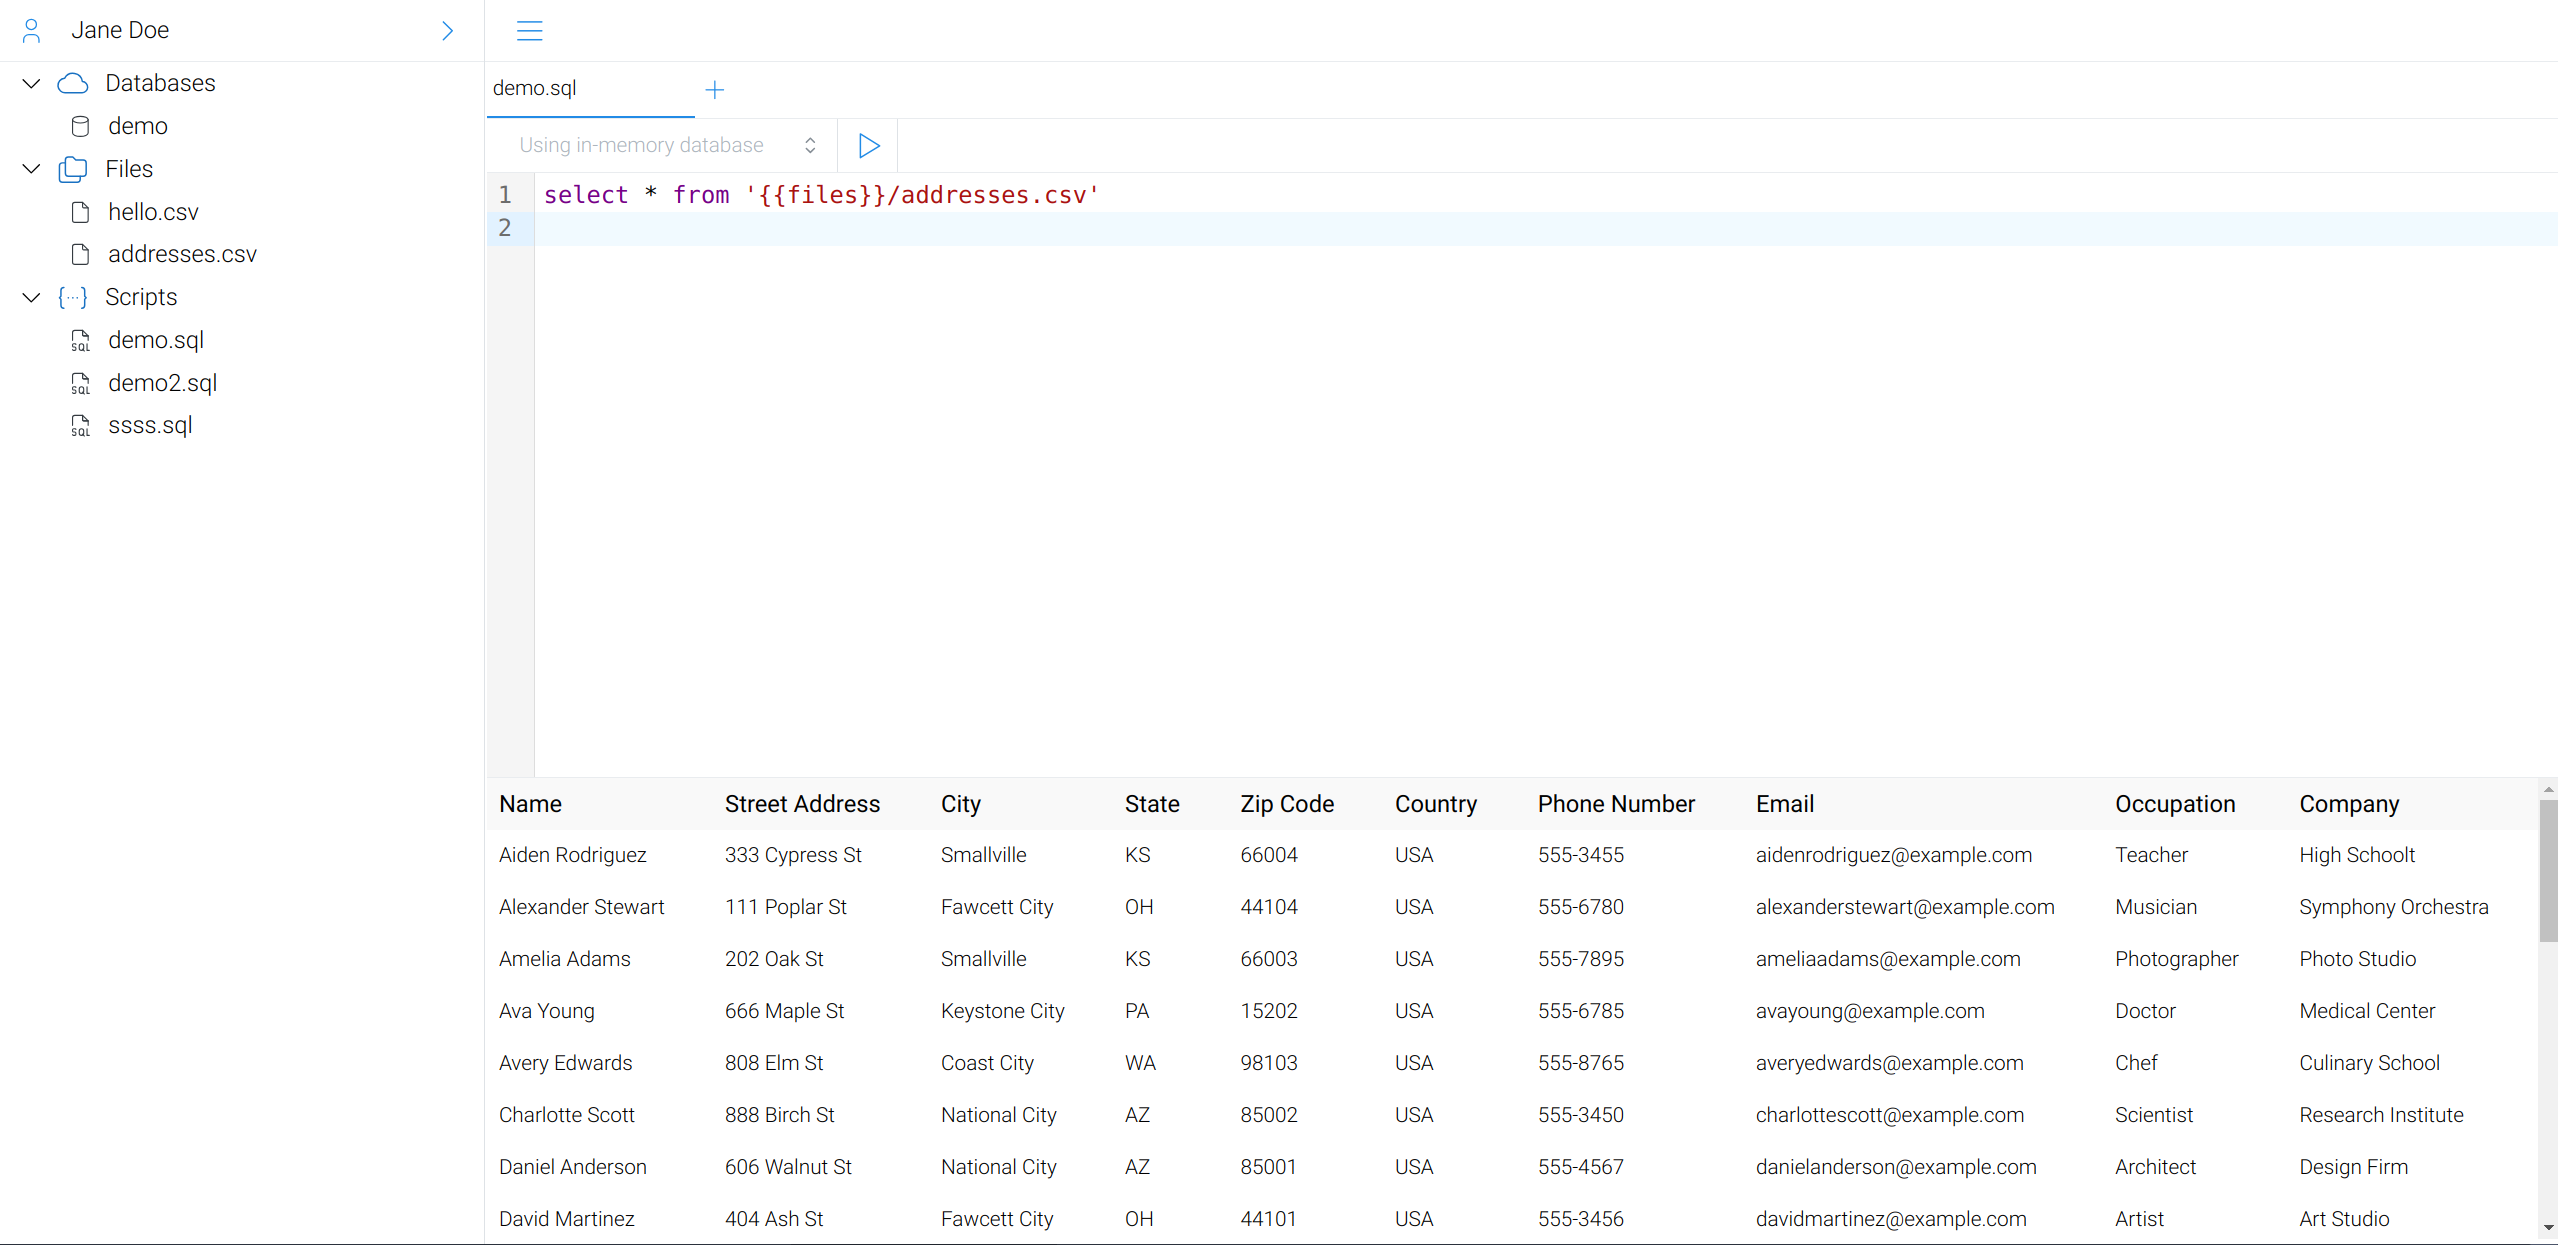 Jane Doe
Databases
demo
Files
hello.csv
addresses.csv
Scripts
demo.sql
demo2.sql
ssss.sql
demo.sql
Using in-memory database
1 select * from '{{files}}/addresses.csv'
2
Name Street Address City State Zip Code Country Phone Number Email Occupation Company
Aiden Rodriguez 333 Cypress St Smallville KS 66004 USA 555-3455 aidenrodriguez@example.com Teacher High Schoolt
Alexander Stewart 111 Poplar St Fawcett City OH 44104 USA 555-6780 alexanderstewart@example.com Musician Symphony Orchestra
Amelia Adams 202 Oak St Smallville KS 66003 USA 555-7895 ameliaadams@example.com Photographer Photo Studio
Ava Young 666 Maple St Keystone City PA 15202 USA 555-6785 avayoung@example.com Doctor Medical Center
Avery Edwards 808 Elm St Coast City WA 98103 USA 555-8765 averyedwards@example.com Chef Culinary School
Charlotte Scott 888 Birch St National City AZ 85002 USA 555-3450 charlottescott@example.com Scientist Research Institute
Daniel Anderson 606 Walnut St National City AZ 85001 USA 555-4567 danielanderson@example.com Architect Design Firm
David Martinez 404 Ash St Fawcett City OH 44101 USA 555-3456 davidmartinez@example.com Artist Art Studio